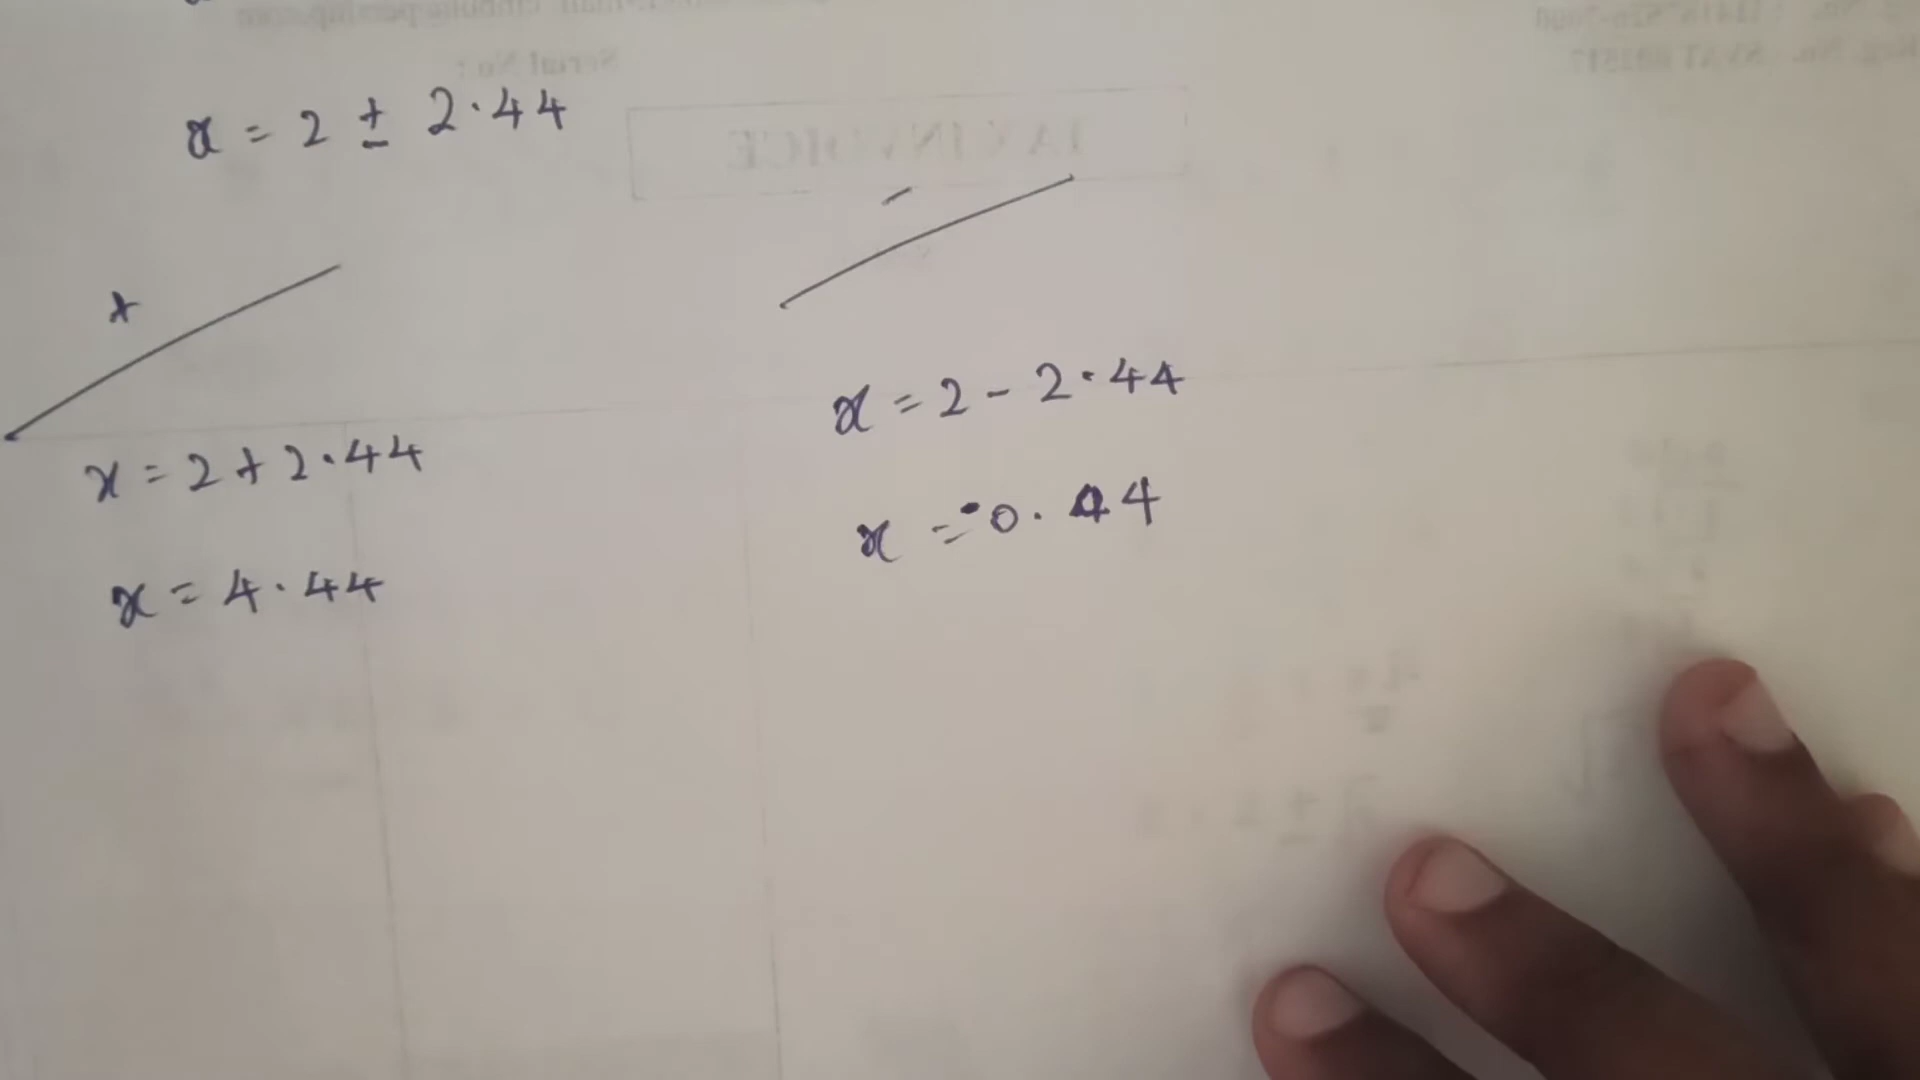 x = 2 ± 2.44
+
-
x = 2 + 2.44
x = 4.44
x = 2 - 2.44
x = -0.44